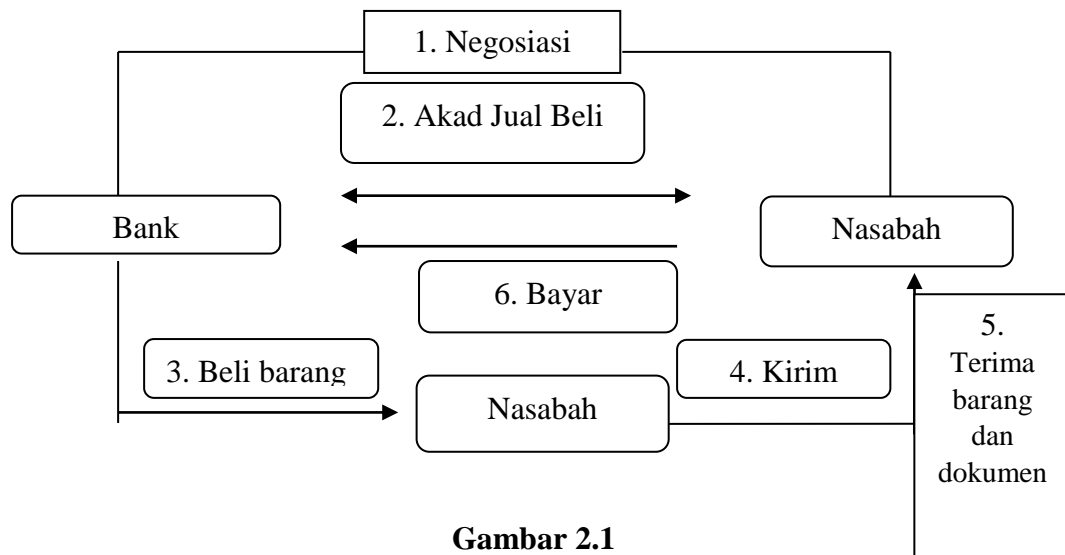 1. Negosiasi
2. Akad Jual Beli
Bank
Nasabah
6. Bayar
3. Beli barang
Nasabah
4. Kirim
5.
Terima
barang
dan
dokumen
Gambar 2.1